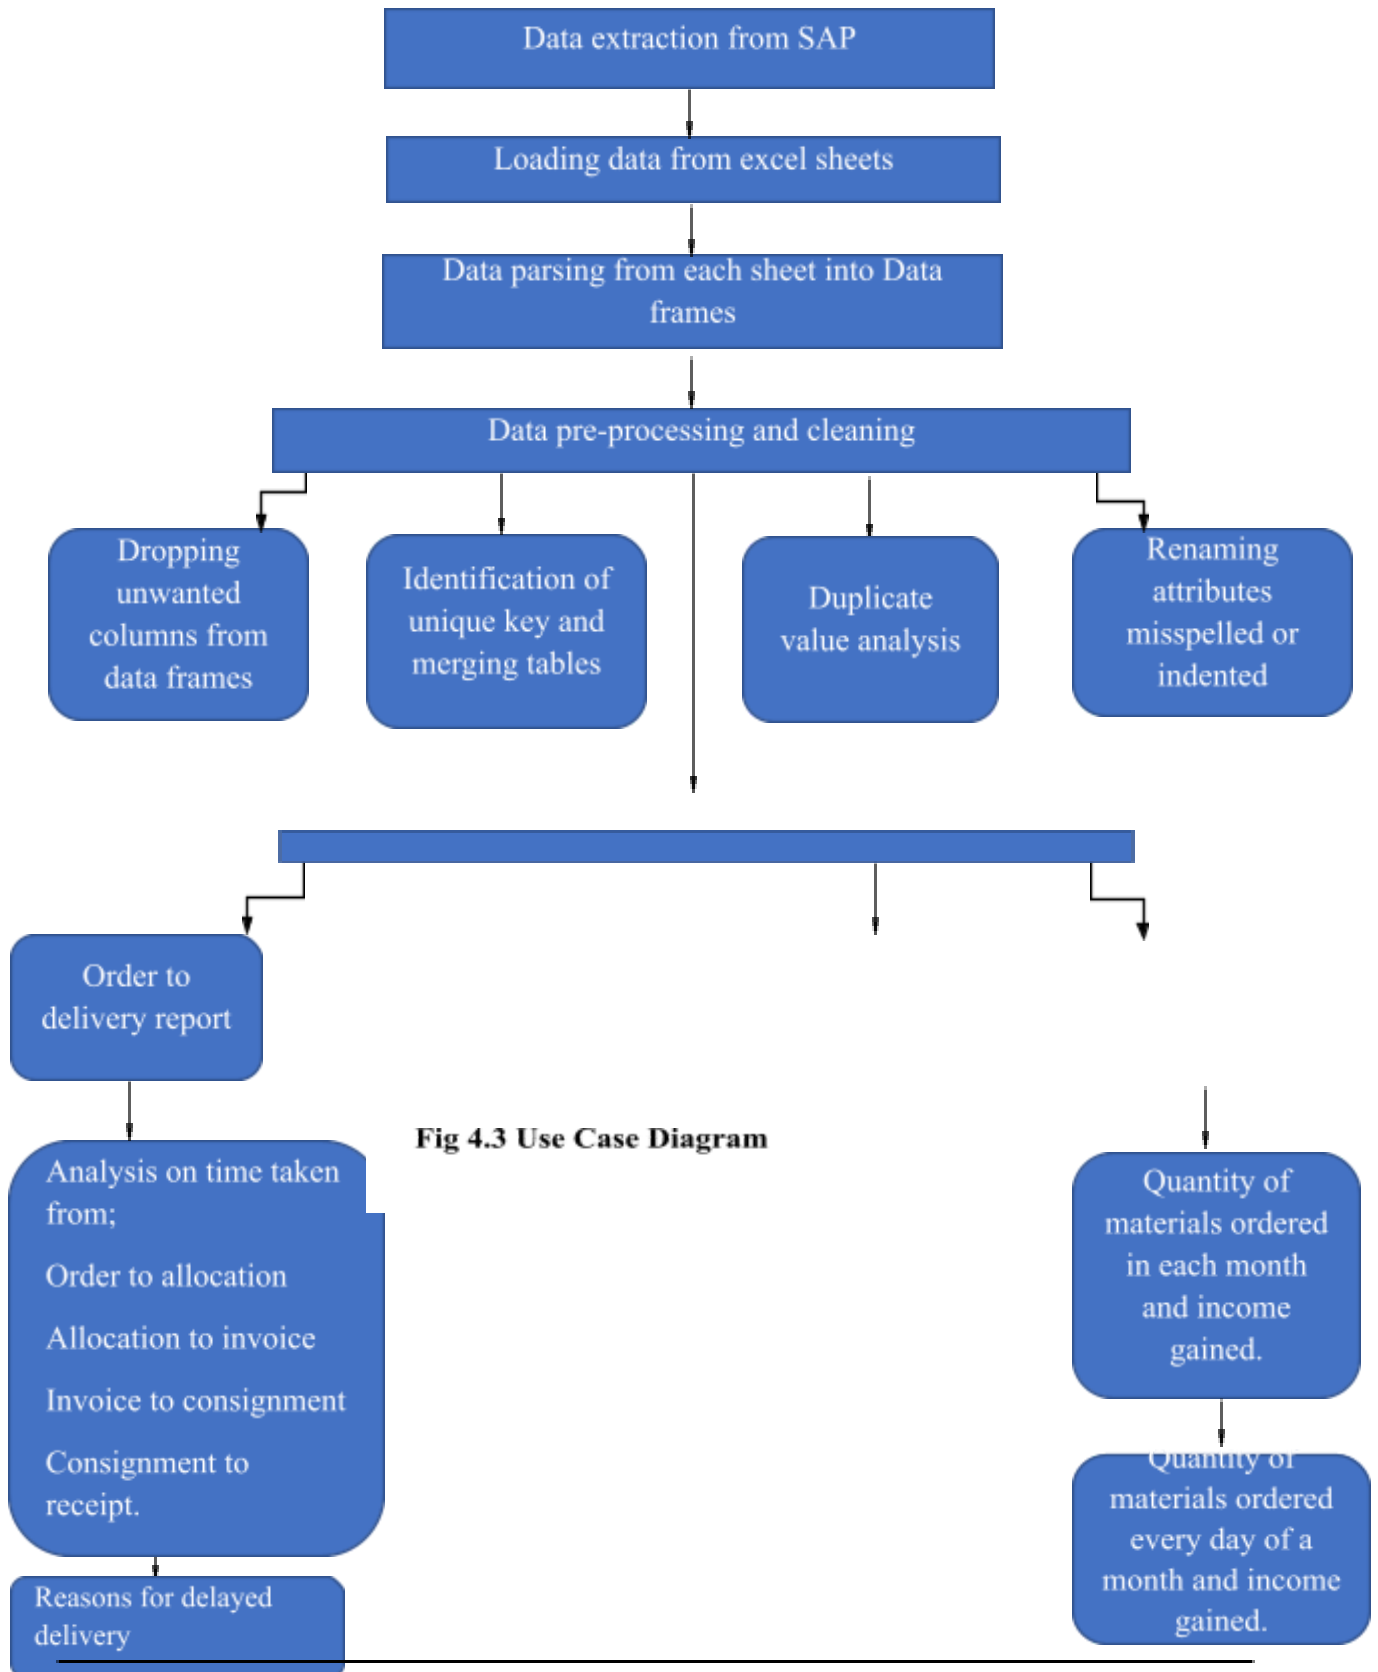 Data extraction from SAP
Loading data from excel sheets
Data parsing from each sheet into Data
frames
Data pre-processing and cleaning
Dropping
unwanted
columns from
data frames
Identification of
unique key and
merging tables
Duplicate
value analysis
Renaming
attributes
misspelled or
indented
Order to
delivery report
Fig 4.3 Use Case Diagram
Analysis on time taken
from;
Order to allocation
Allocation to invoice
Invoice to consignment
Consignment to
receipt.
Reasons for delayed
delivery
Quantity of
materials ordered
in each month
and income
gained.
Quantity of
materials ordered
every day of a
month and income
gained.